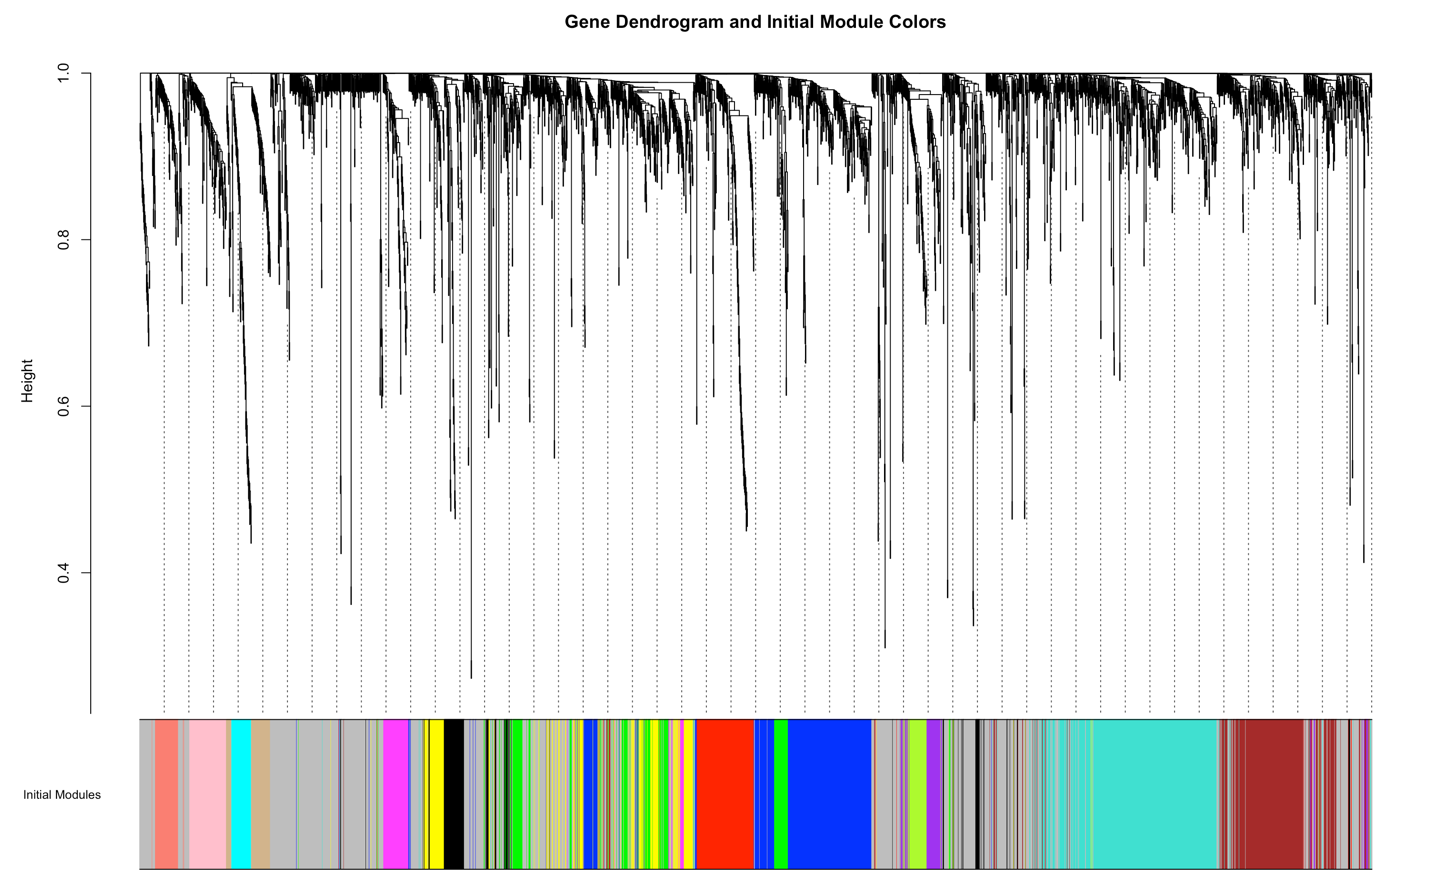 Gene Dendrogram and Initial Module Colors
1.0
0.8
0.6
0.4
Height
Initial Modules